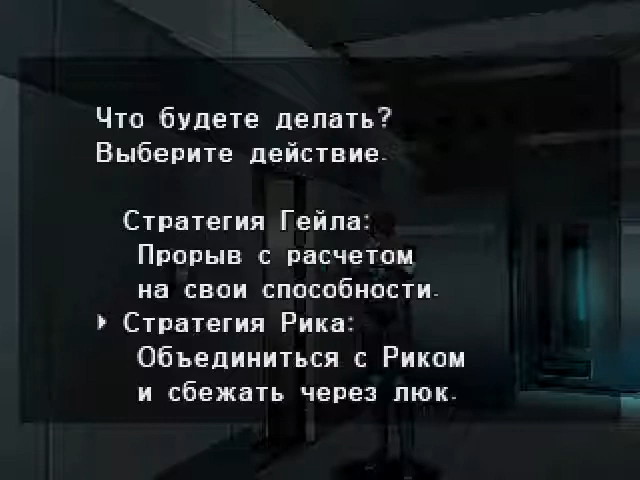 Что будете делать?
Выберите действие.
Стратегия Гейла:
Прорыв с расчетом
на свои способности.
Стратегия Рика:
Объединиться с Риком
и сбежать через люк.